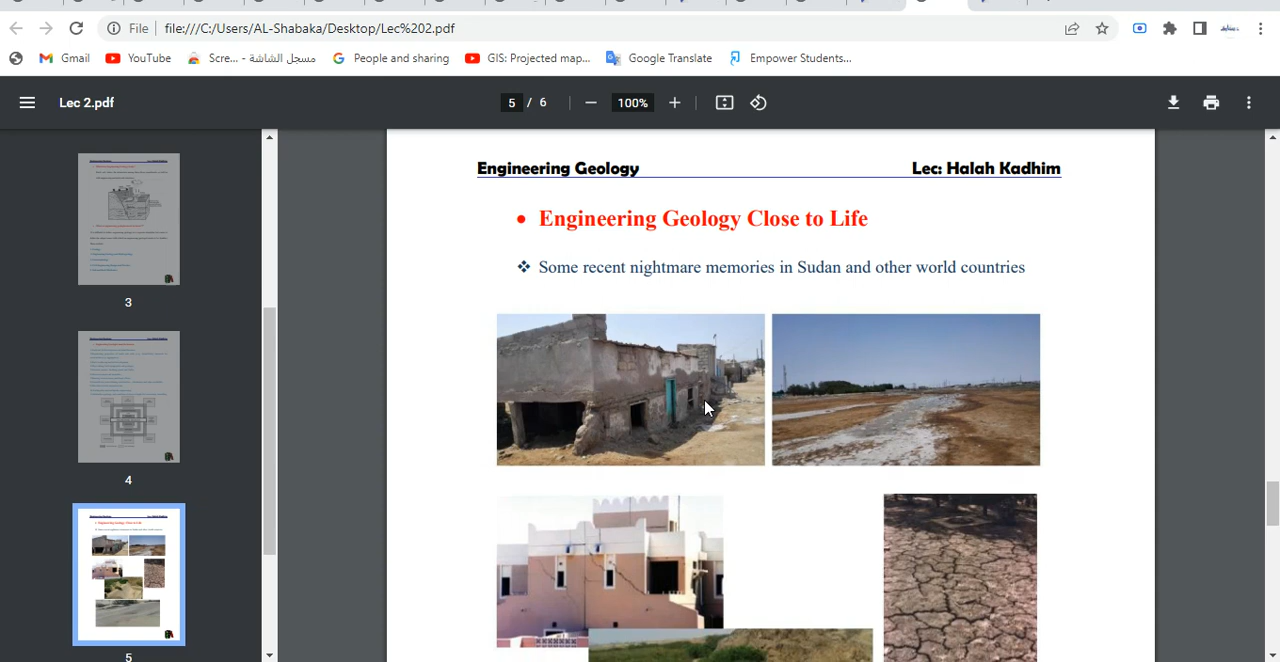 File
file:///C:/Users/AL-Shabaka/Desktop/Lec%202.pdf
Gmail
YouTube
Scre... - مسجل الشاشة
People and sharing
GIS: Projected map...
Google Translate
Empower Students...
Lec 2.pdf
5 / 6
100%
Engineering Geology
Lec: Halah Kadhim
• Engineering Geology Close to Life
❖ Some recent nightmare memories in Sudan and other world countries
3
4
5